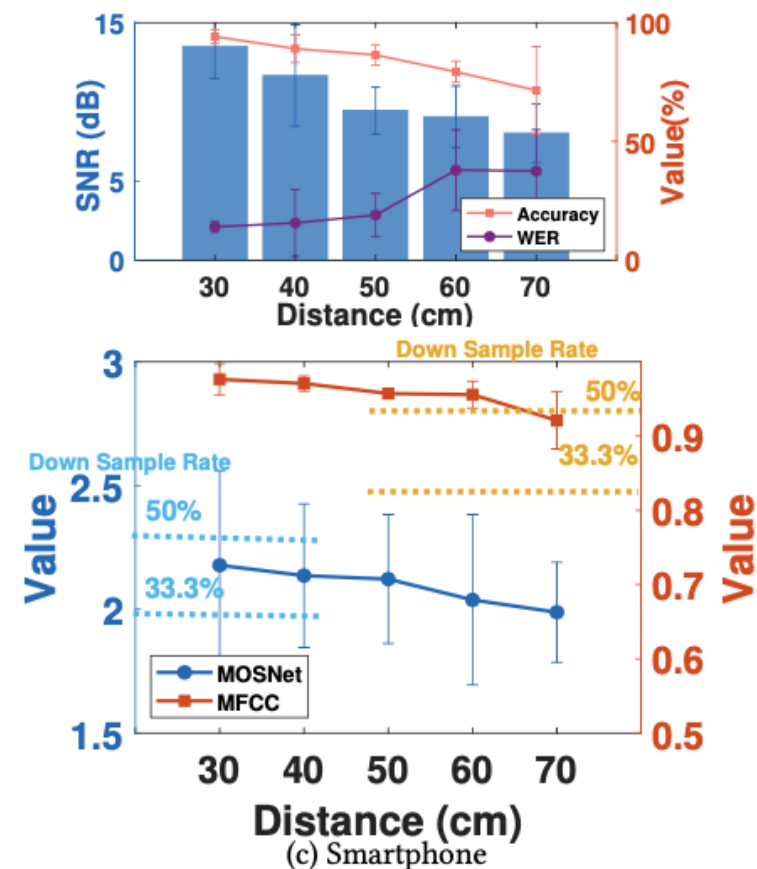 15
100
SNR (dB)
Value(%)
5
50
0
0
Accuracy
WER
30 40 50 60 70
Distance (cm)
Down Sample Rate
3
50%
0.9
33.3%
Down Sample Rate
2.5
50%
0.8
Value
Value
33.3%
0.7
2
0.6
MOSNet
MFCC
1.5
0.5
30 40 50 60 70
Distance (cm)
(c) Smartphone